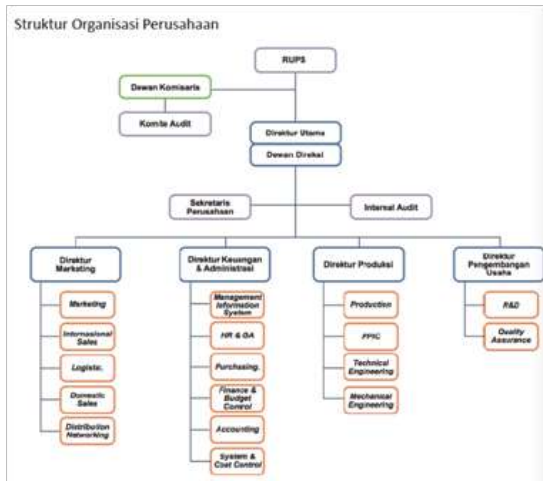 Struktur Organisasi Perusahaan
RUPS
Dewan Komisaris
Komite Audit
Direktur Utama
Dewan Direksi
Sekretaris
Perusahaan
Internal Audit
Direktur
Marketing
Direktur Keuangan
& Administrasi
Direktur Produksi
Direktur
Pengembangan
Usaha
Marketing
Internasional
Sales
Logistic.
Domestic
Sales
Distribution
Networking
Management
Information
System
HR & GA
Purchasing.
Finance &
Budget
Control
Accounting
System &
Cost Control
Production
PPIC
Technical
Engineering
Mechanical
Engineering
R&D
Quality
Assurance